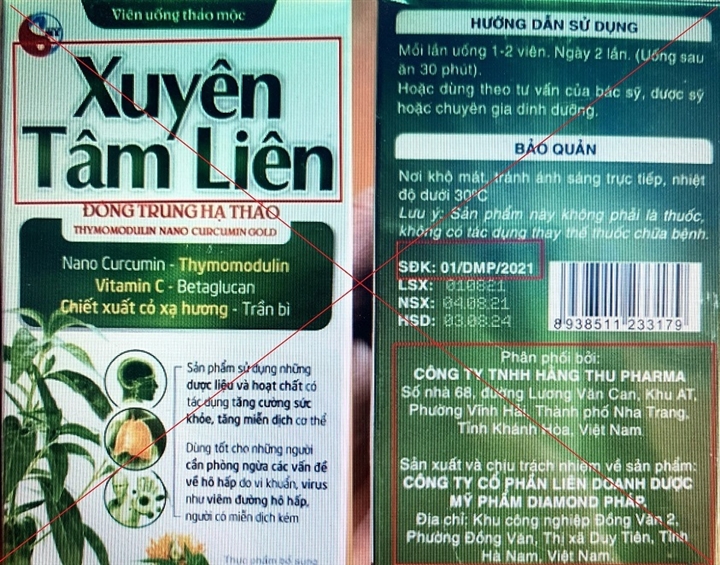 Viên uống thảo mộc
Xuyên
Tâm Liên
ĐÔNG TRÙNG HẠ THẢO
THYMOMODULIN NANO CURCUMIN GOLD
Nano Curcumin - Thymomodulin
Vitamin C - Betaglucan
Chiết xuất cỏ xạ hương - Trần bì
Sản phẩm sử dụng những
dược liệu và hoạt chất có
tác dụng tăng cường sức
khỏe, tăng miễn dịch cơ thể
Dùng tốt cho những người
cần phòng ngừa các vấn đề
về hô hấp do vi khuẩn, virus
như viêm đường hô hấp,
người có miễn dịch kém
Thực phẩm bổ sung
HƯỚNG DẪN SỬ DỤNG
Mỗi lần uống 1-2 viên. Ngày 2 lần. (Uống sau
ăn 30 phút).
Hoặc dùng theo tư vấn của bác sỹ, dược sỹ
hoặc chuyên gia dinh dưỡng.
BẢO QUẢN
Nơi khô mát, tránh ánh sáng trực tiếp, nhiệt
độ dưới 30°C
Lưu ý: Sản phẩm này không phải là thuốc,
không có tác dụng thay thế thuốc chữa bệnh.
SĐK: 01/DMP/2021
LSX: 010821
NSX: 04.08.21
HSD: 03.08.24
8 938511 233179
Phân phối bởi:
CÔNG TY TNHH HẰNG THU PHARMA
Số nhà 68, đường Lương Văn Can, Khu AT,
Phường Vĩnh Hải, Thành phố Nha Trang,
Tỉnh Khánh Hòa, Việt Nam
Sản xuất và chịu trách nhiệm về sản phẩm:
CÔNG TY CỔ PHẦN LIÊN DOANH DƯỢC
MỸ PHẨM DIAMOND PHÁP
Địa chỉ: Khu công nghiệp Đồng Văn 2,
Phường Đồng Văn, Thị xã Duy Tiên, Tỉnh
Hà Nam, Việt Nam.